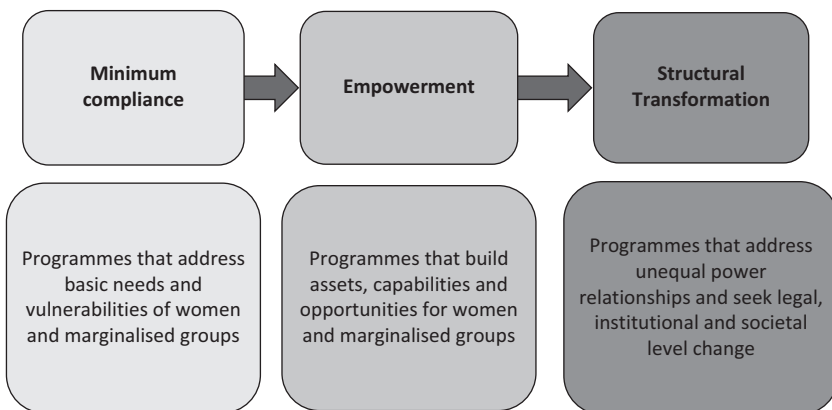 Minimum
compliance
Empowerment
Structural
Transformation
Programmes that address
basic needs and
vulnerabilities of women
and marginalised groups
Programmes that build
assets, capabilities and
opportunities for women
and marginalised groups
Programmes that address
unequal power
relationships and seek legal,
institutional and societal
level change